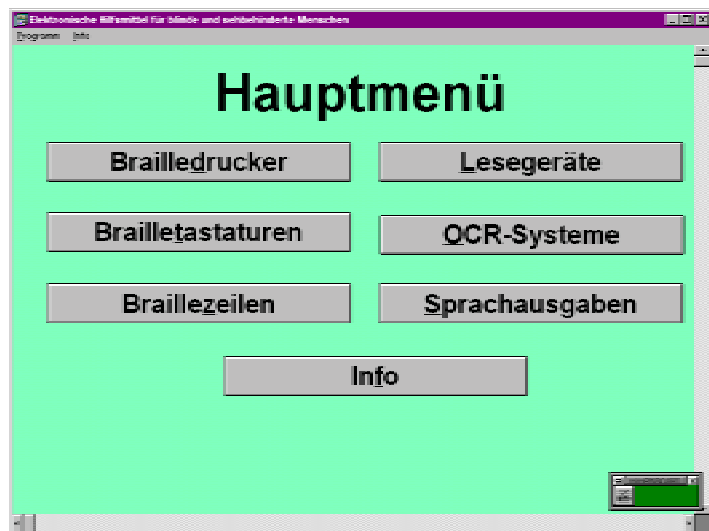 Elektronische Hilfsmittel für blinde und sehbehinderte Menschen
Programm Info
Hauptmenü
Brailledrucker Lesegeräte
Brailletastaturen OCR-Systeme
Braillezeilen Sprachausgaben
Info